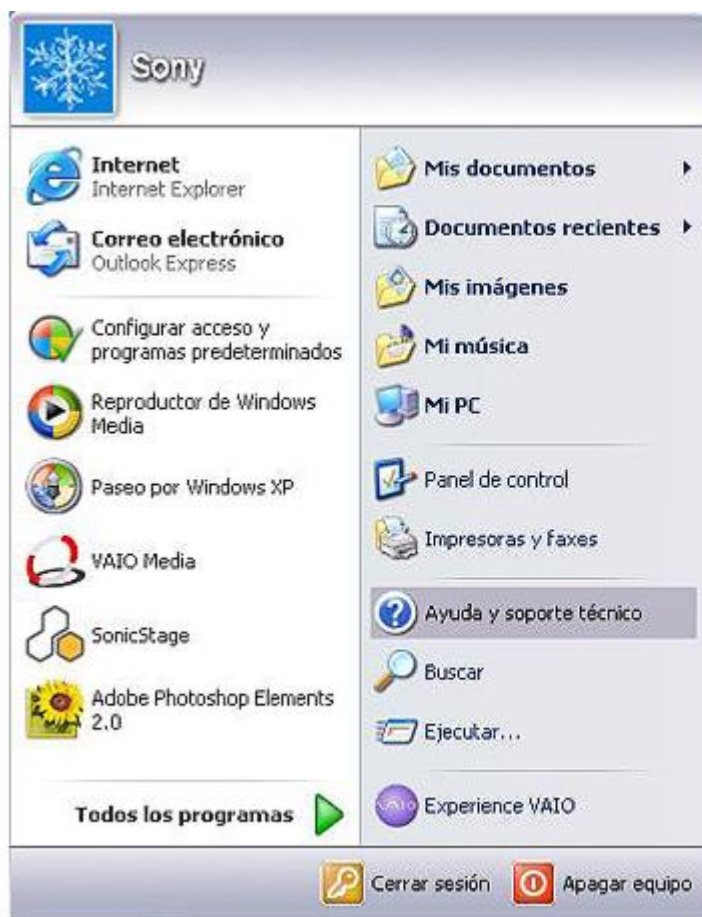 Sony
Internet
Internet Explorer
Correo electrónico
Outlook Express
Configurar acceso y
programas predeterminados
Reproductor de Windows
Media
Paseo por Windows XP
VAIO Media
SonicStage
Adobe Photoshop Elements
2.0
Todos los programas
Mis documentos
Documentos recientes
Mis imágenes
Mi música
Mi PC
Panel de control
Impresoras y faxes
Ayuda y soporte técnico
Buscar
Ejecutar...
VAIO
Experience VAIO
Cerrar sesión
Apagar equipo